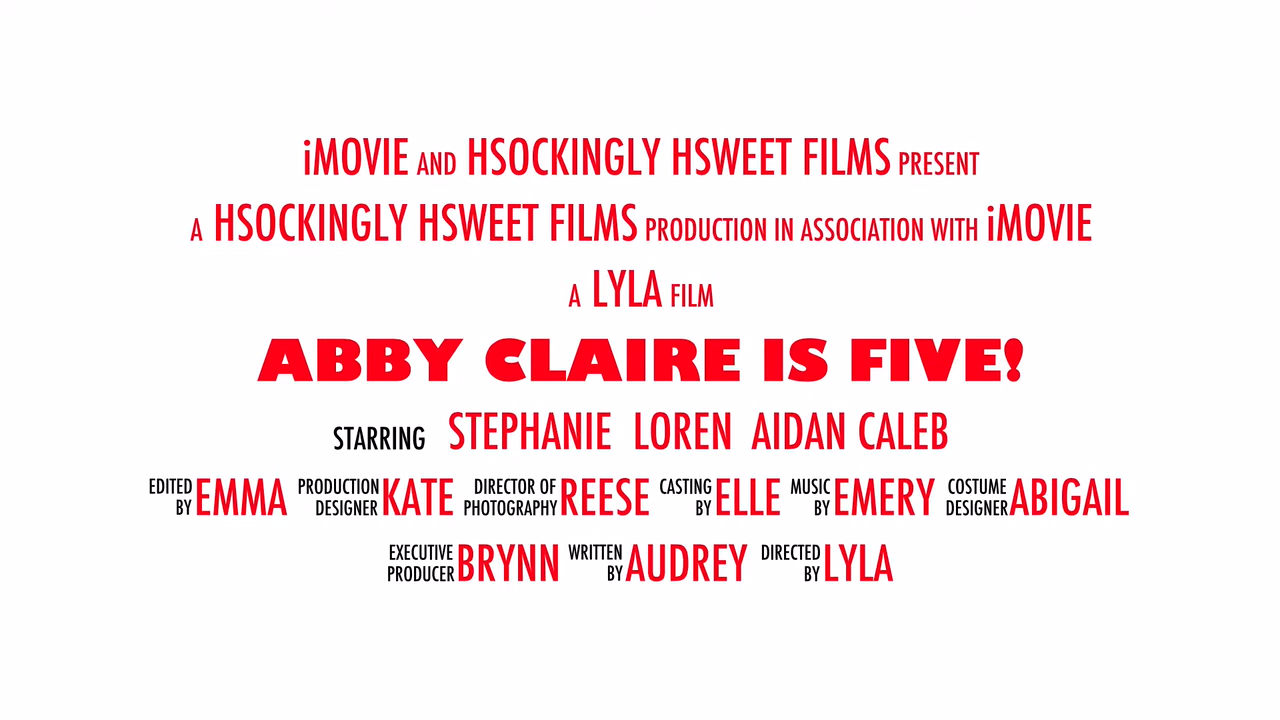 iMOVIE AND HSOCKINGLY HSWEET FILMS PRESENT
A HSOCKINGLY HSWEET FILMS PRODUCTION IN ASSOCIATION WITH iMOVIE
A LYLA FILM
ABBY CLAIRE IS FIVE!
STARRING STEPHANIE LOREN AIDAN CALEB
EDITED BY EMMA PRODUCTION DESIGNER KATE DIRECTOR OF PHOTOGRAPHY REESE CASTING BY ELLE MUSIC BY EMERY COSTUME DESIGNER ABIGAIL
EXECUTIVE PRODUCER BRYNN WRITTEN BY AUDREY DIRECTED BY LYLA